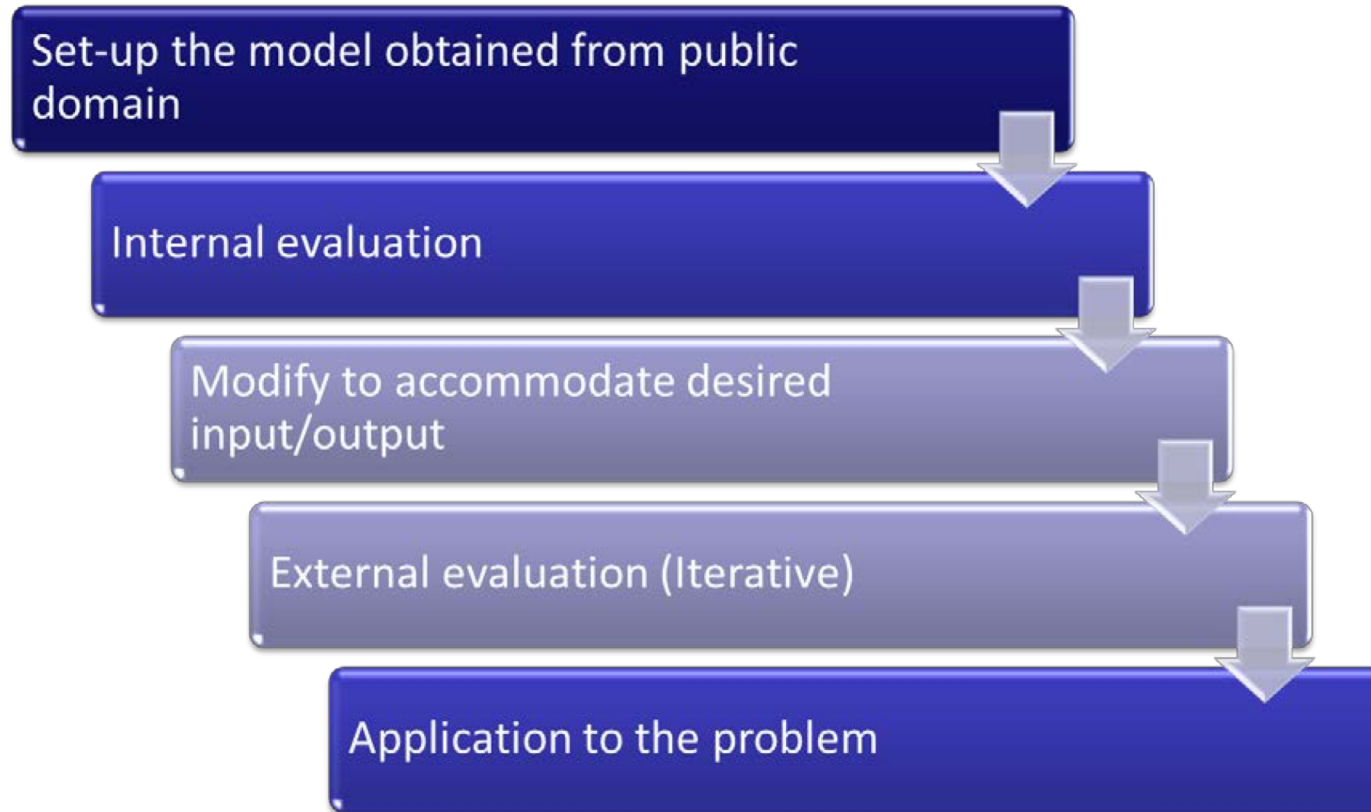 Set-up the model obtained from public
domain
Internal evaluation
Modify to accommodate desired
input/output
External evaluation (Iterative)
Application to the problem